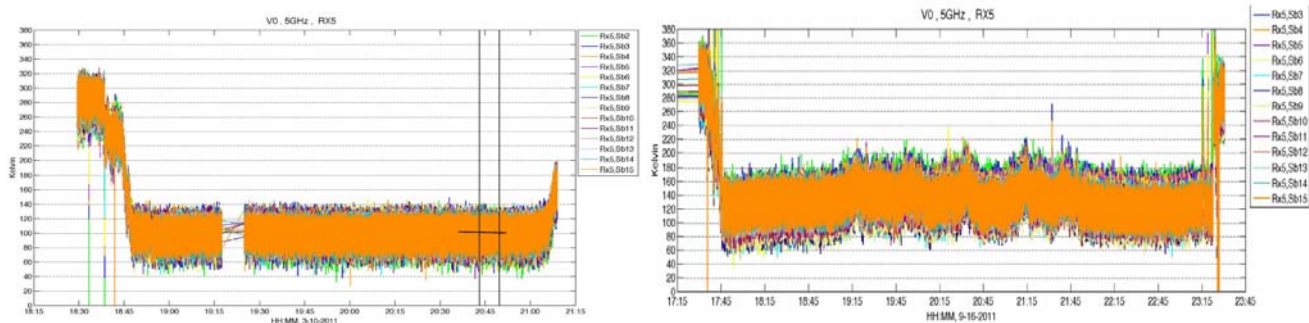 V0 , 5GHz , RX5
380
360
340
320
300
280
260
240
220
200
180
160
140
120
100
80
60
40
20
0
Kelvin
18:15 18:30 18:45 19:00 19:15 19:30 19:45 20:00 20:15 20:30 20:45 21:00 21:15
HH:MM, 3-10-2011
Rx5,Sb2
Rx5,Sb3
Rx5,Sb4
Rx5,Sb5
Rx5,Sb6
Rx5,Sb7
Rx5,Sb8
Rx5,Sb9
Rx5,Sb10
Rx5,Sb11
Rx5,Sb12
Rx5,Sb13
Rx5,Sb14
Rx5,Sb15
V0 , 5GHz , RX5
380
360
340
320
300
280
260
240
220
200
180
160
140
120
100
80
60
40
20
0
Kelvin
17:15 17:45 18:15 18:45 19:15 19:45 20:15 20:45 21:15 21:45 22:15 22:45 23:15 23:45
HH:MM, 9-16-2011
Rx5,Sb3
Rx5,Sb4
Rx5,Sb5
Rx5,Sb6
Rx5,Sb7
Rx5,Sb8
Rx5,Sb9
Rx5,Sb10
Rx5,Sb11
Rx5,Sb12
Rx5,Sb13
Rx5,Sb14
Rx5,Sb15